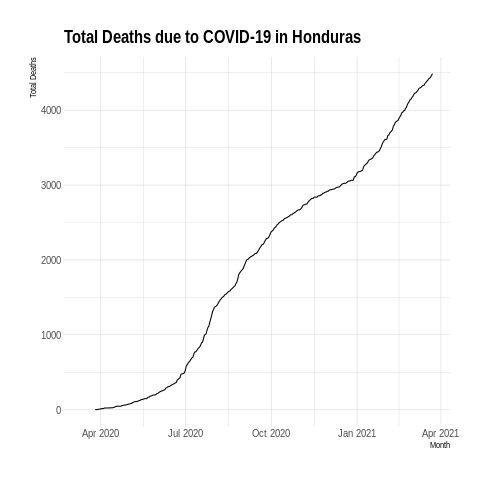 Total Deaths due to COVID-19 in Honduras
Total Deaths
4000
3000
2000
1000
0
Apr 2020 Jul 2020 Oct 2020 Jan 2021 Apr 2021
Month